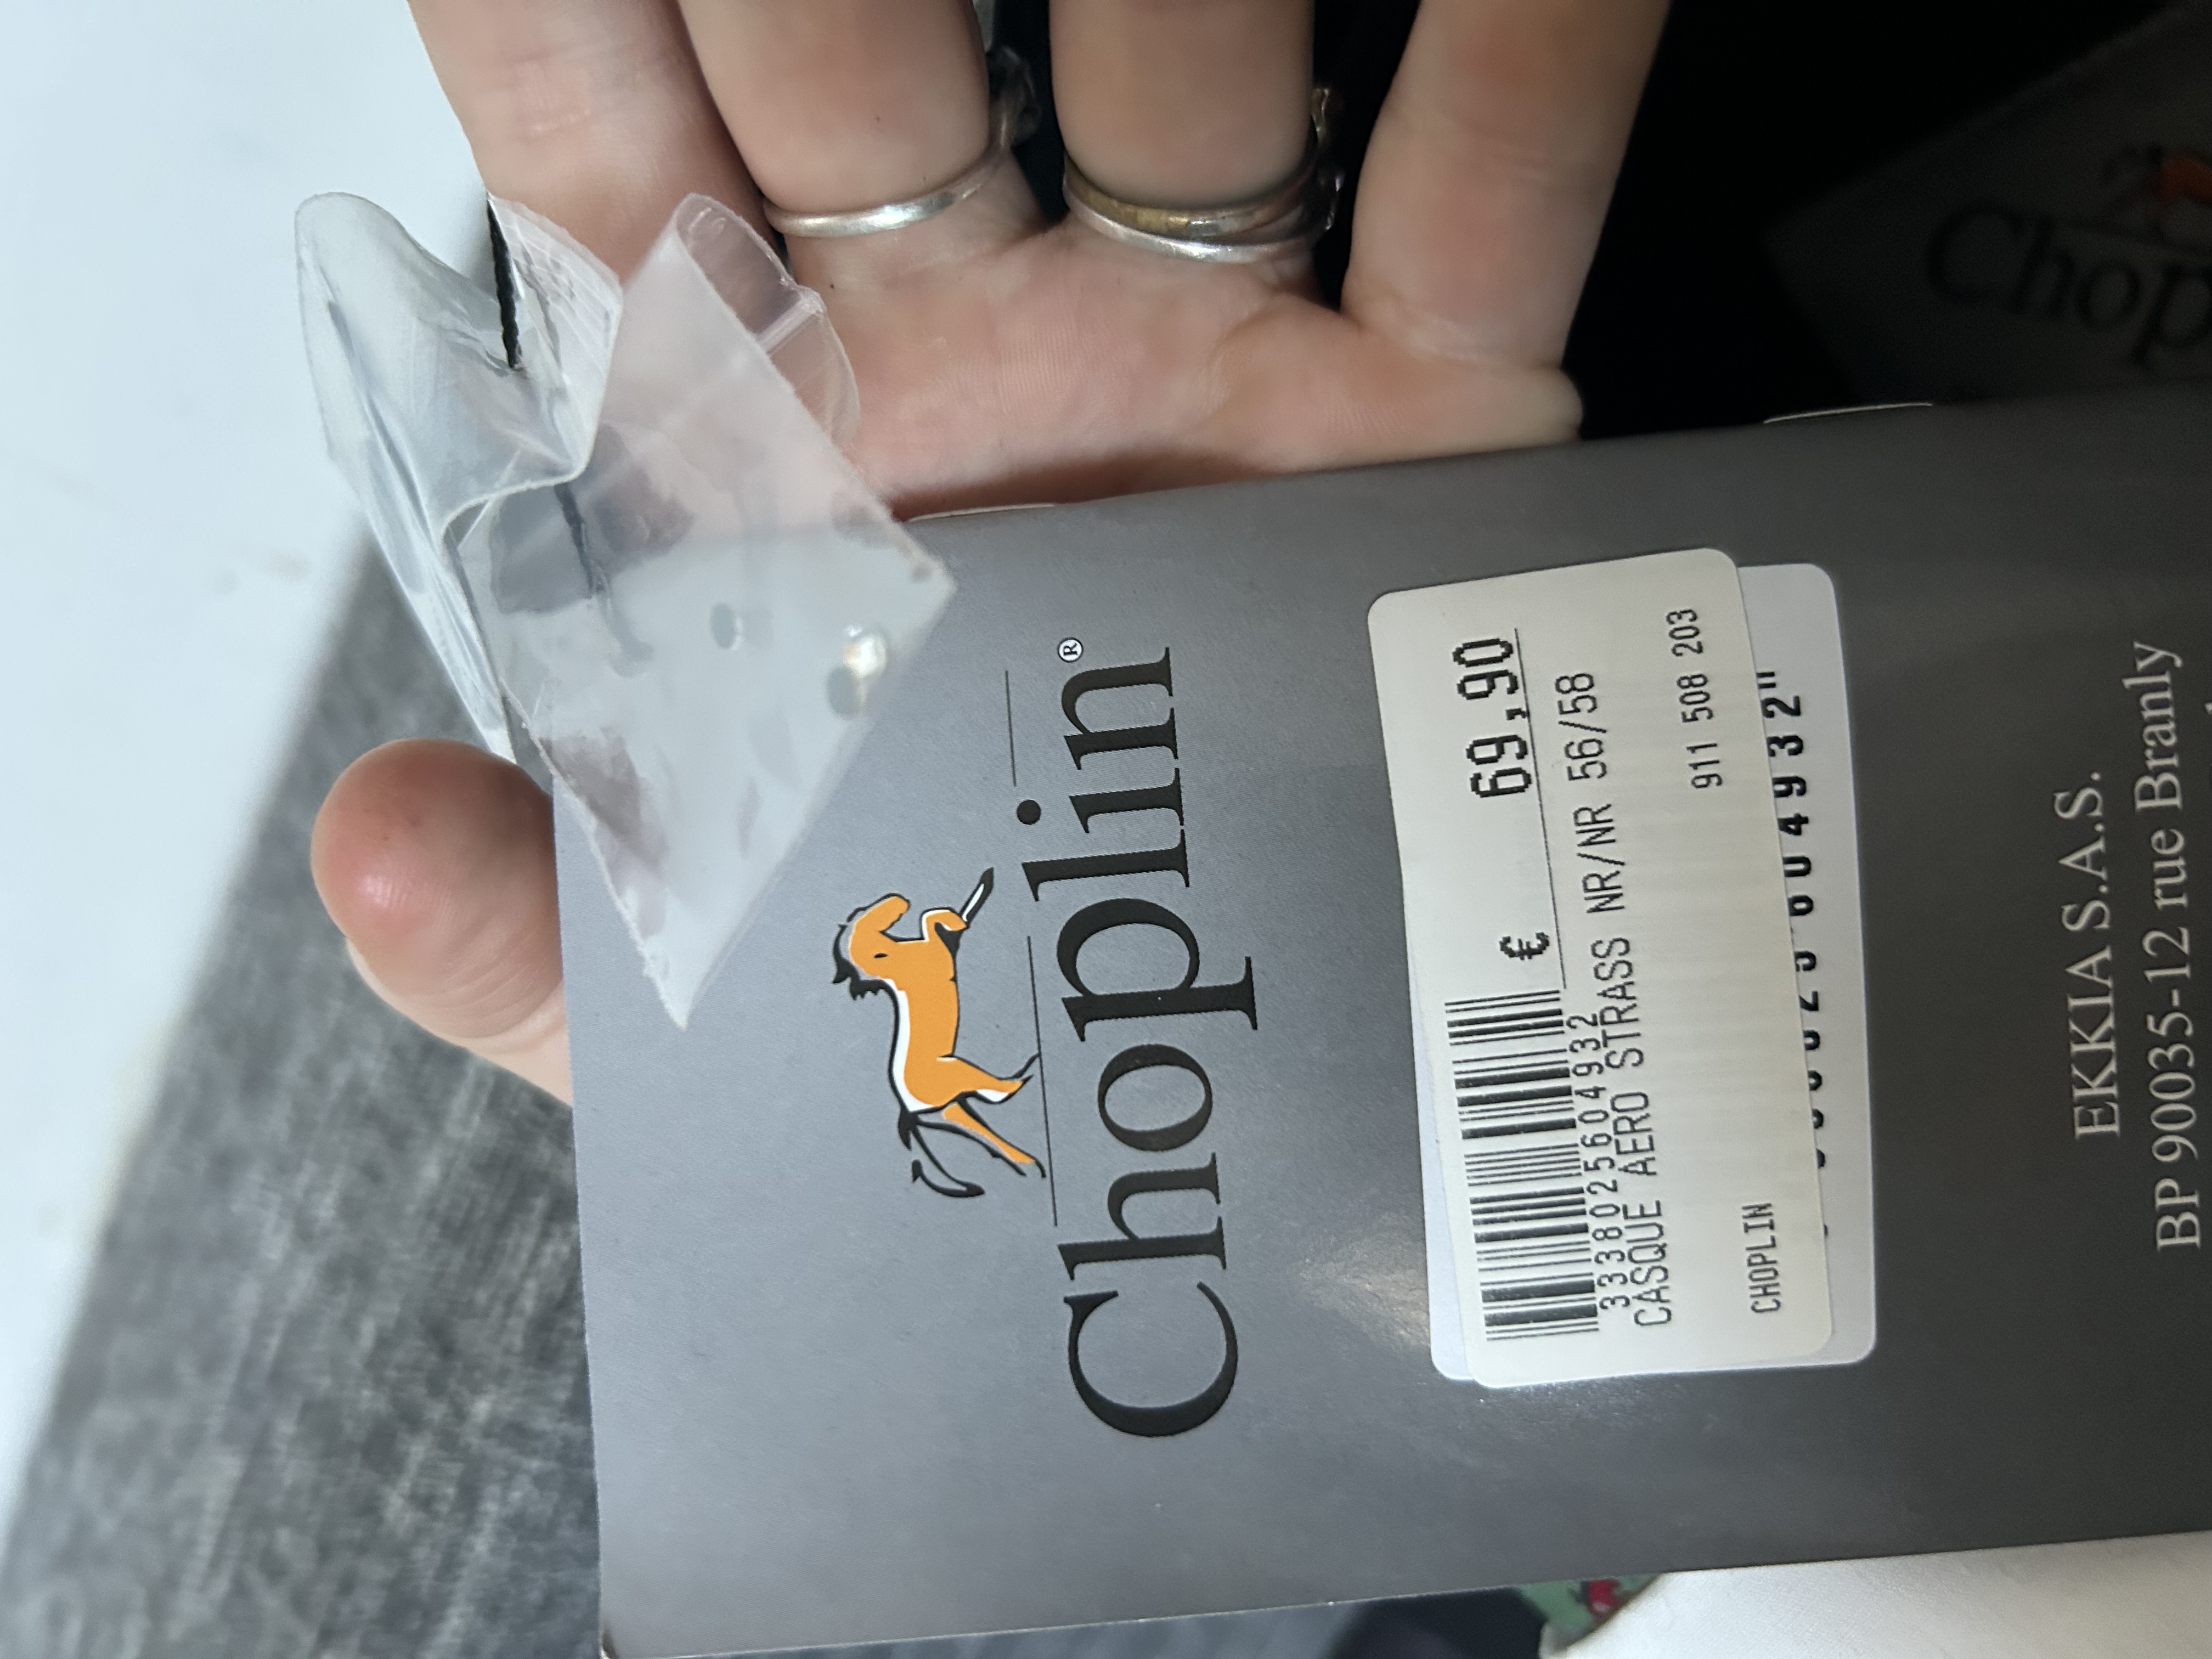 Choplin®
€ 69,90
3338025604932
CASQUE AERO STRASS NR/NR 56/58
911 508 203
CHOPLIN
EKKIA S.A.S.
BP 90035-12 rue Branly
Chop